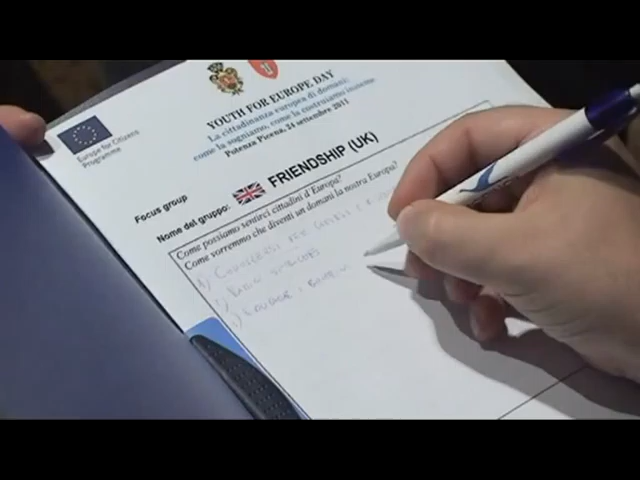 YOUTH FOR EUROPE DAY
La cittadinanza europea di domani:
come la sogniamo, come la costruiamo insieme
Potenza Picena, 24 settembre 2011
Europe for Citizens
Programme
Focus group
Nome del gruppo: FRIENDSHIP (UK)
Come possiamo sentirci cittadini d'Europa?
Come vorremmo che diventi un domani la nostra Europa?